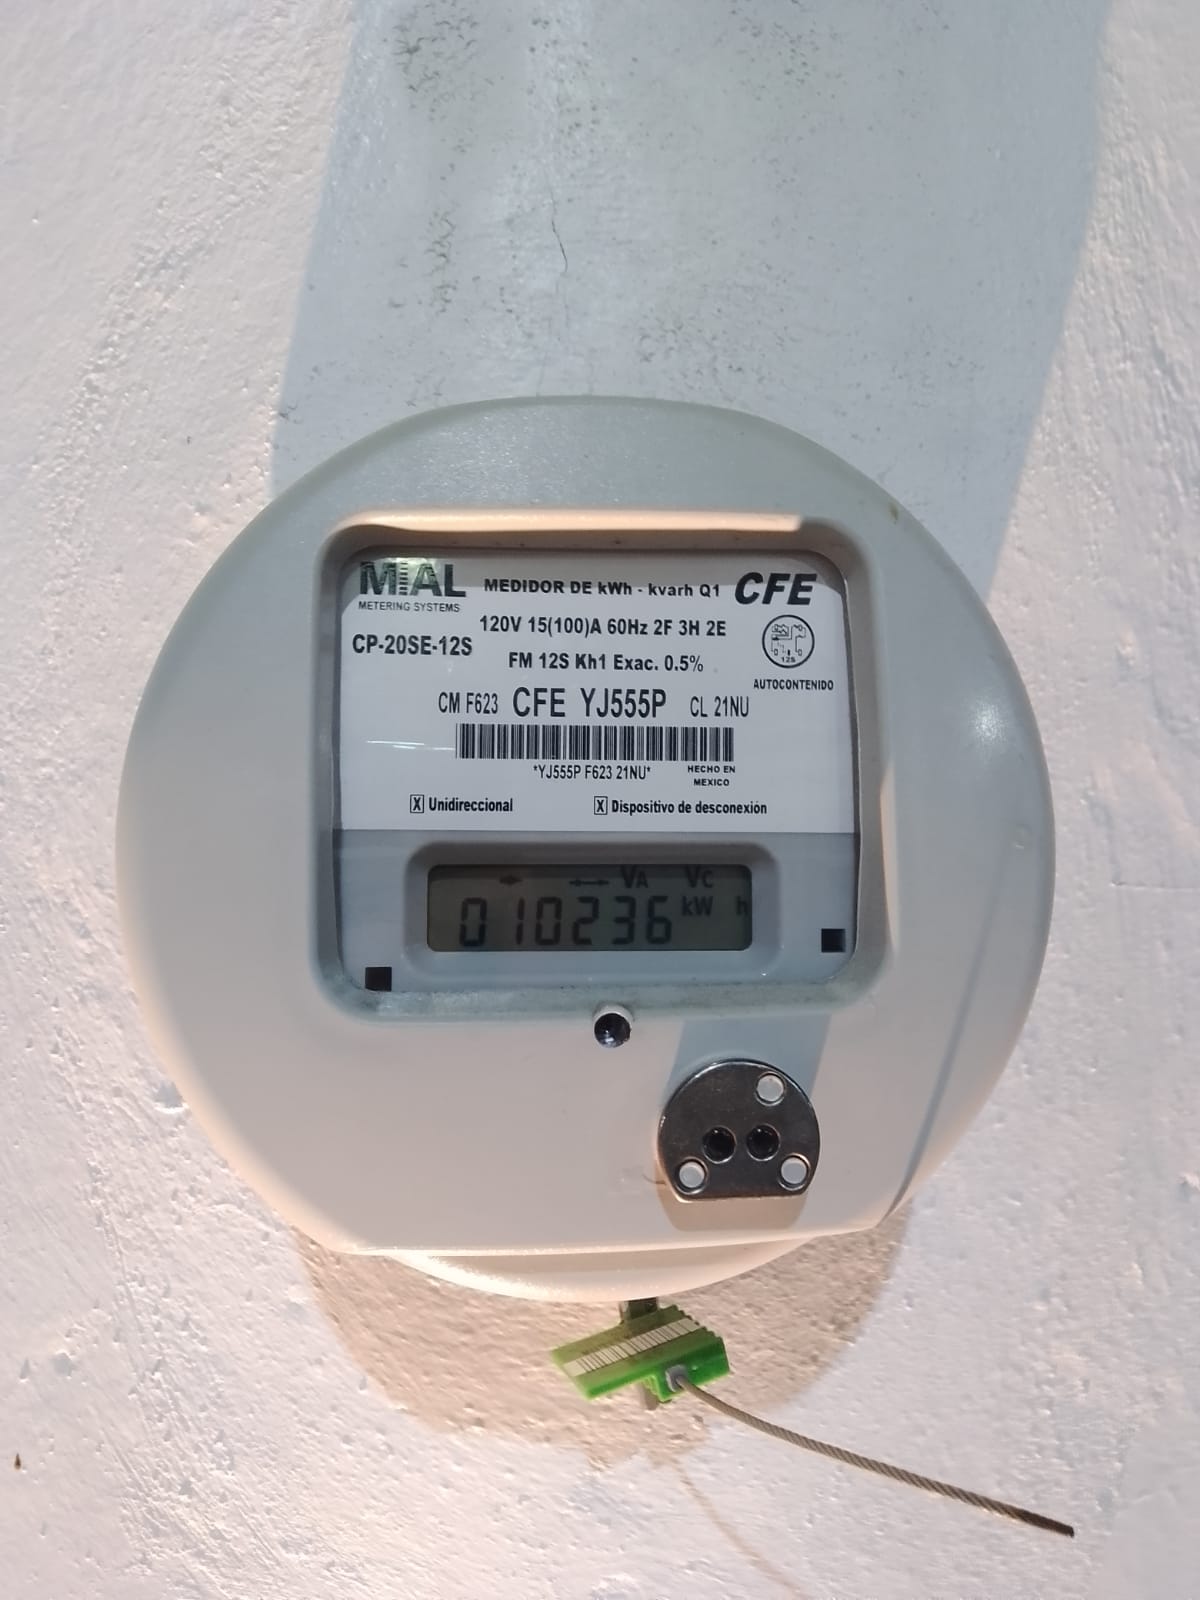 MIAL
METERING SYSTEMS
MEDIDOR DE kWh - kvarh Q1
CFE
120V 15(100)A 60Hz 2F 3H 2E
CP-20SE-12S
FM 12S Kh1 Exac. 0.5%
12S
AUTOCONTENIDO
CM F623 CFE YJ555P CL 21NU
*YJ555P F623 21NU*
HECHO EN
MEXICO
X Unidireccional
X Dispositivo de desconexión
VA VC
010236 kW h